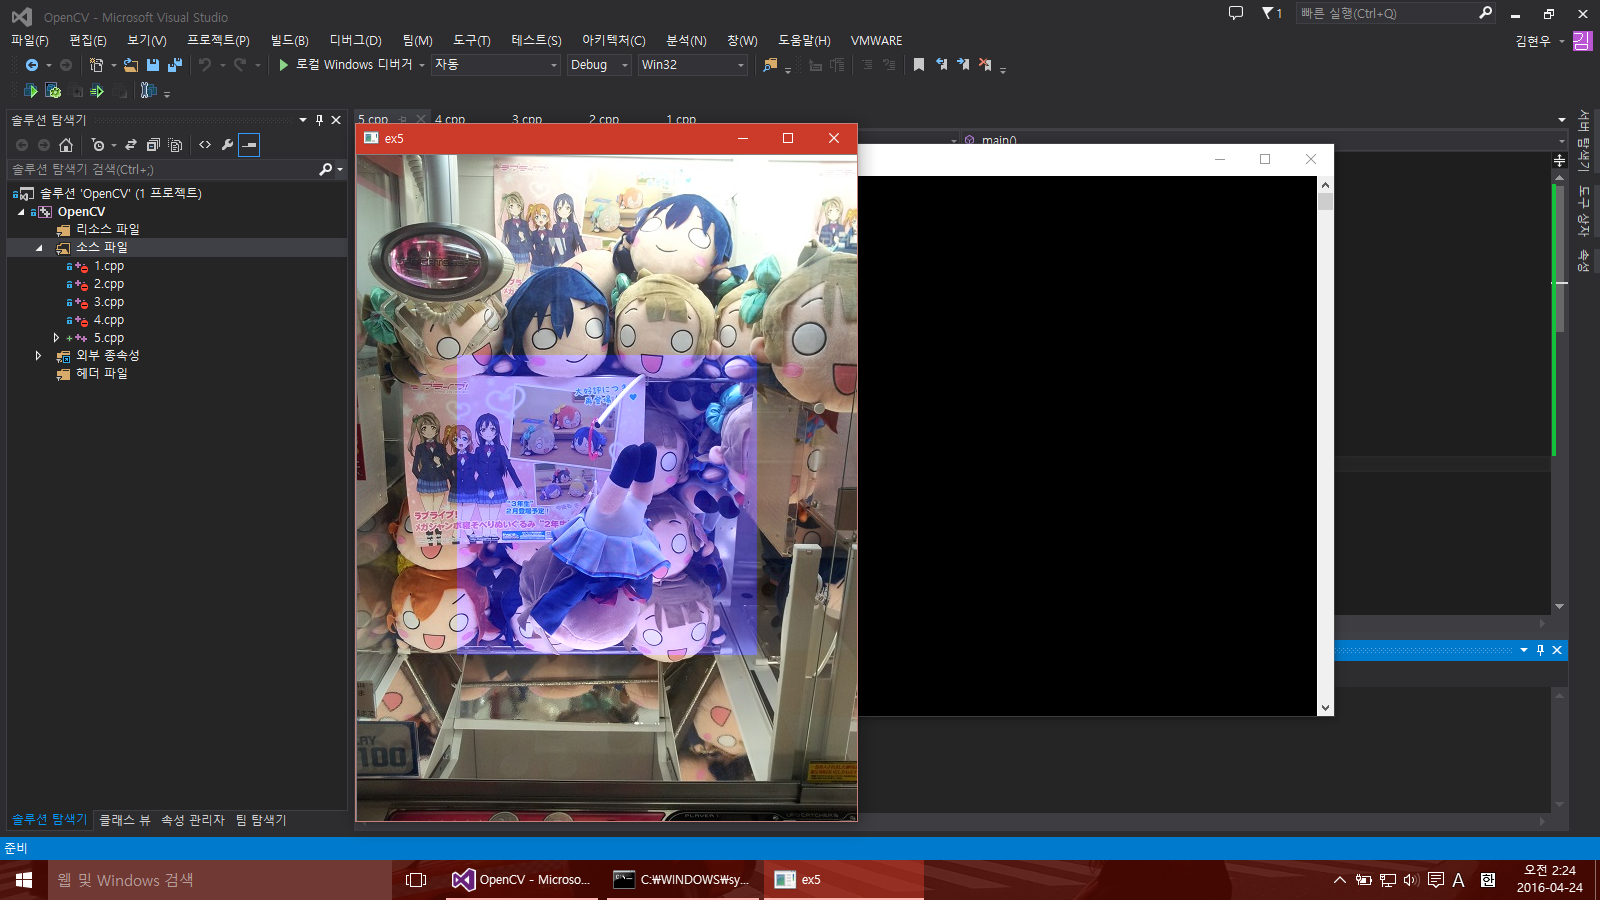 OpenCV - Microsoft Visual Studio
1
빠른 실행(Ctrl+Q)
파일(F) 편집(E) 보기(V) 프로젝트(P) 빌드(B) 디버그(D) 팀(M) 도구(T) 테스트(S) 아키텍처(C) 분석(N) 창(W) 도움말(H) VMWARE
김현우 김
로컬 Windows 디버거 자동 Debug Win32
솔루션 탐색기
5.cpp 4.cpp 3.cpp 2.cpp 1.cpp
ex5
main()
솔루션 탐색기 검색(Ctrl+;)
솔루션 'OpenCV' (1 프로젝트)
OpenCV
리소스 파일
소스 파일
1.cpp
2.cpp
3.cpp
4.cpp
5.cpp
외부 종속성
헤더 파일
서버 탐색기
도구 상자
속성
大好評につき
"3年生"
2月登場予定!
ラブライブ!
メガジャンボ寝そべりぬいぐるみ "2年生
100
PLAYER.1
솔루션 탐색기 클래스 뷰 속성 관리자 팀 탐색기
준비
웹 및 Windows 검색
OpenCV - Microso...
C:₩WINDOWS₩sy...
ex5
A
한
오전 2:24
2016-04-24